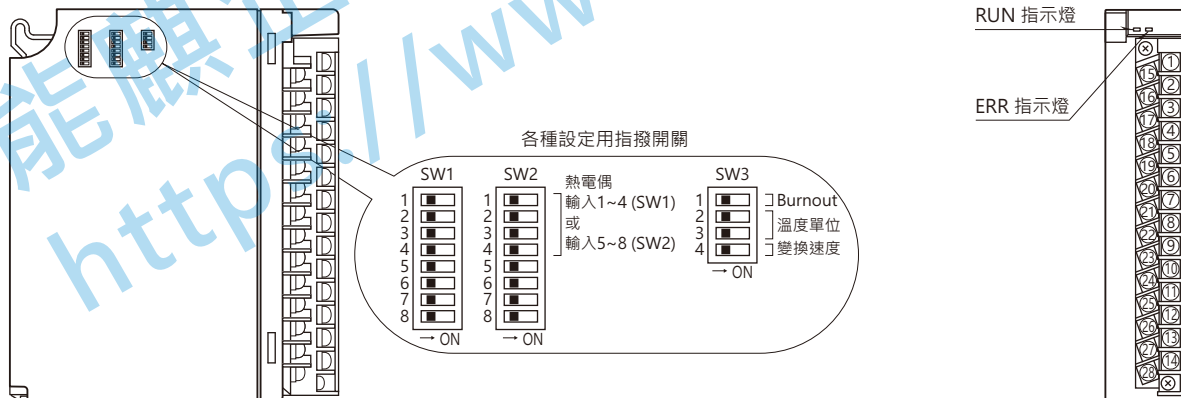 RUN 指示燈
ERR 指示燈
各種設定用指撥開關
SW1
SW2
SW3
1
2
3
4
5
6
7
8
→ ON
1
2
3
4
5
6
7
8
→ ON
熱電偶
輸入1~4 (SW1)
或
輸入5~8 (SW2)
1
2
3
4
→ ON
Burnout
溫度單位
變換速度
1
2
3
4
5
6
7
8
9
10
11
12
14
15
16
17
18
19
20
21
22
23
24
25
26
27
28
能麒企
https://ww